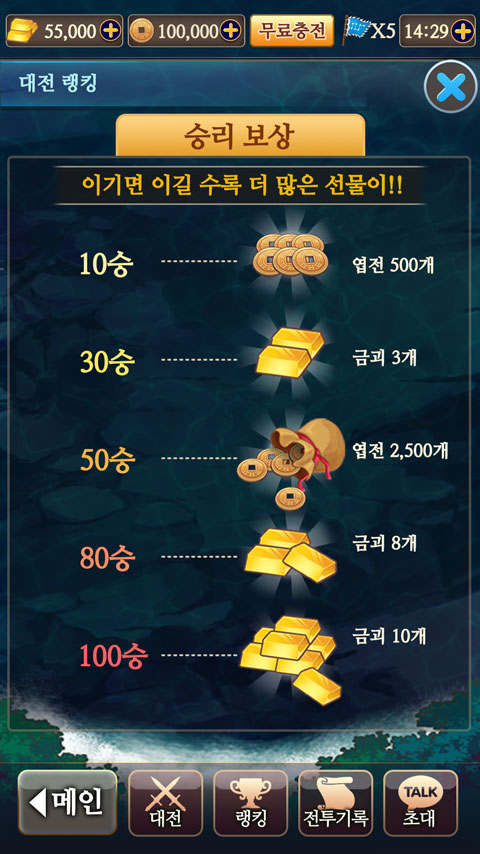 55,000 100,000 무료충전 X5 14:29
대전 랭킹
승리 보상
이기면 이길 수록 더 많은 선물이!!
10승 엽전 500개
30승 금괴 3개
50승 엽전 2,500개
80승 금괴 8개
100승 금괴 10개
메인 대전 랭킹 전투기록 TALK 초대